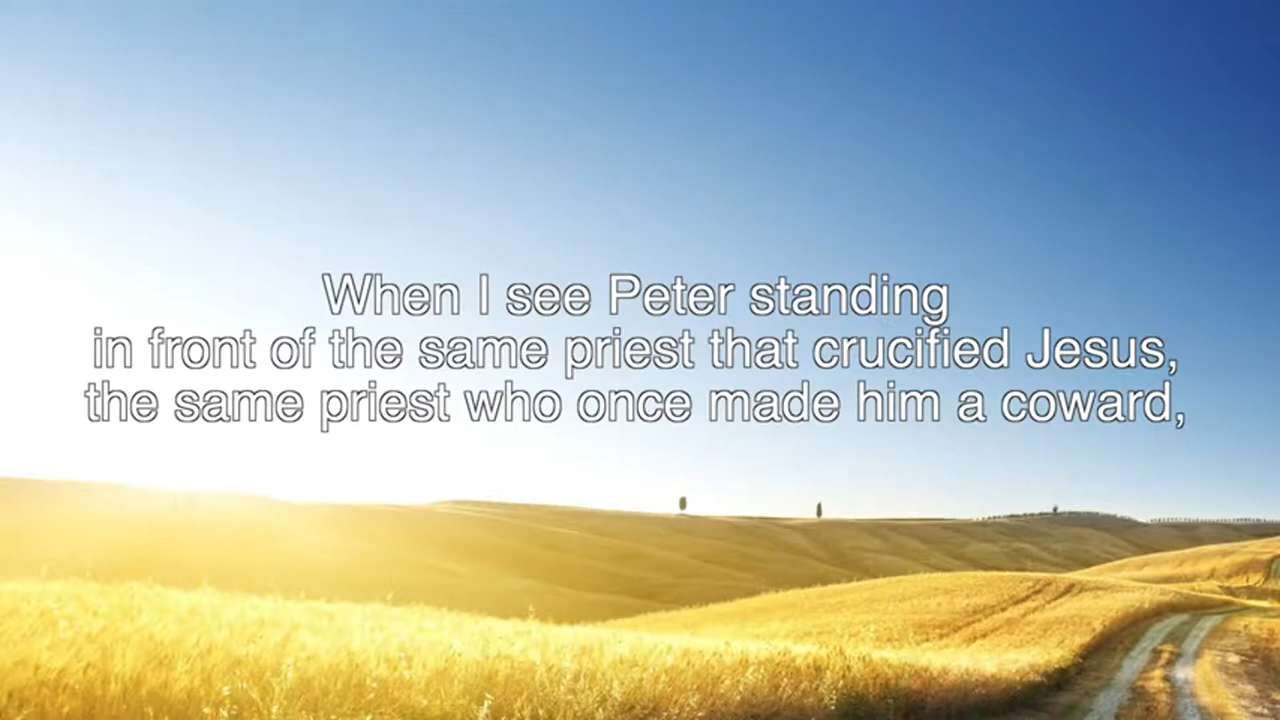 When I see Peter standing
in front of the same priest that crucified Jesus,
the same priest who once made him a coward,